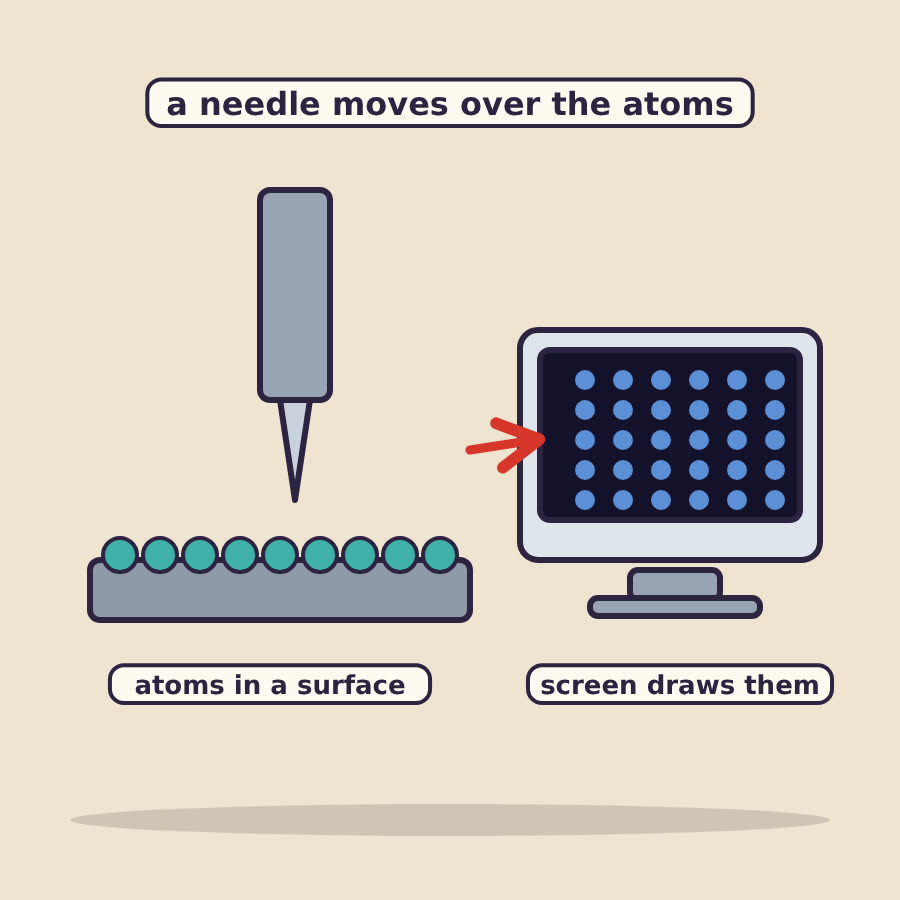 a needle moves over the atoms
atoms in a surface
screen draws them